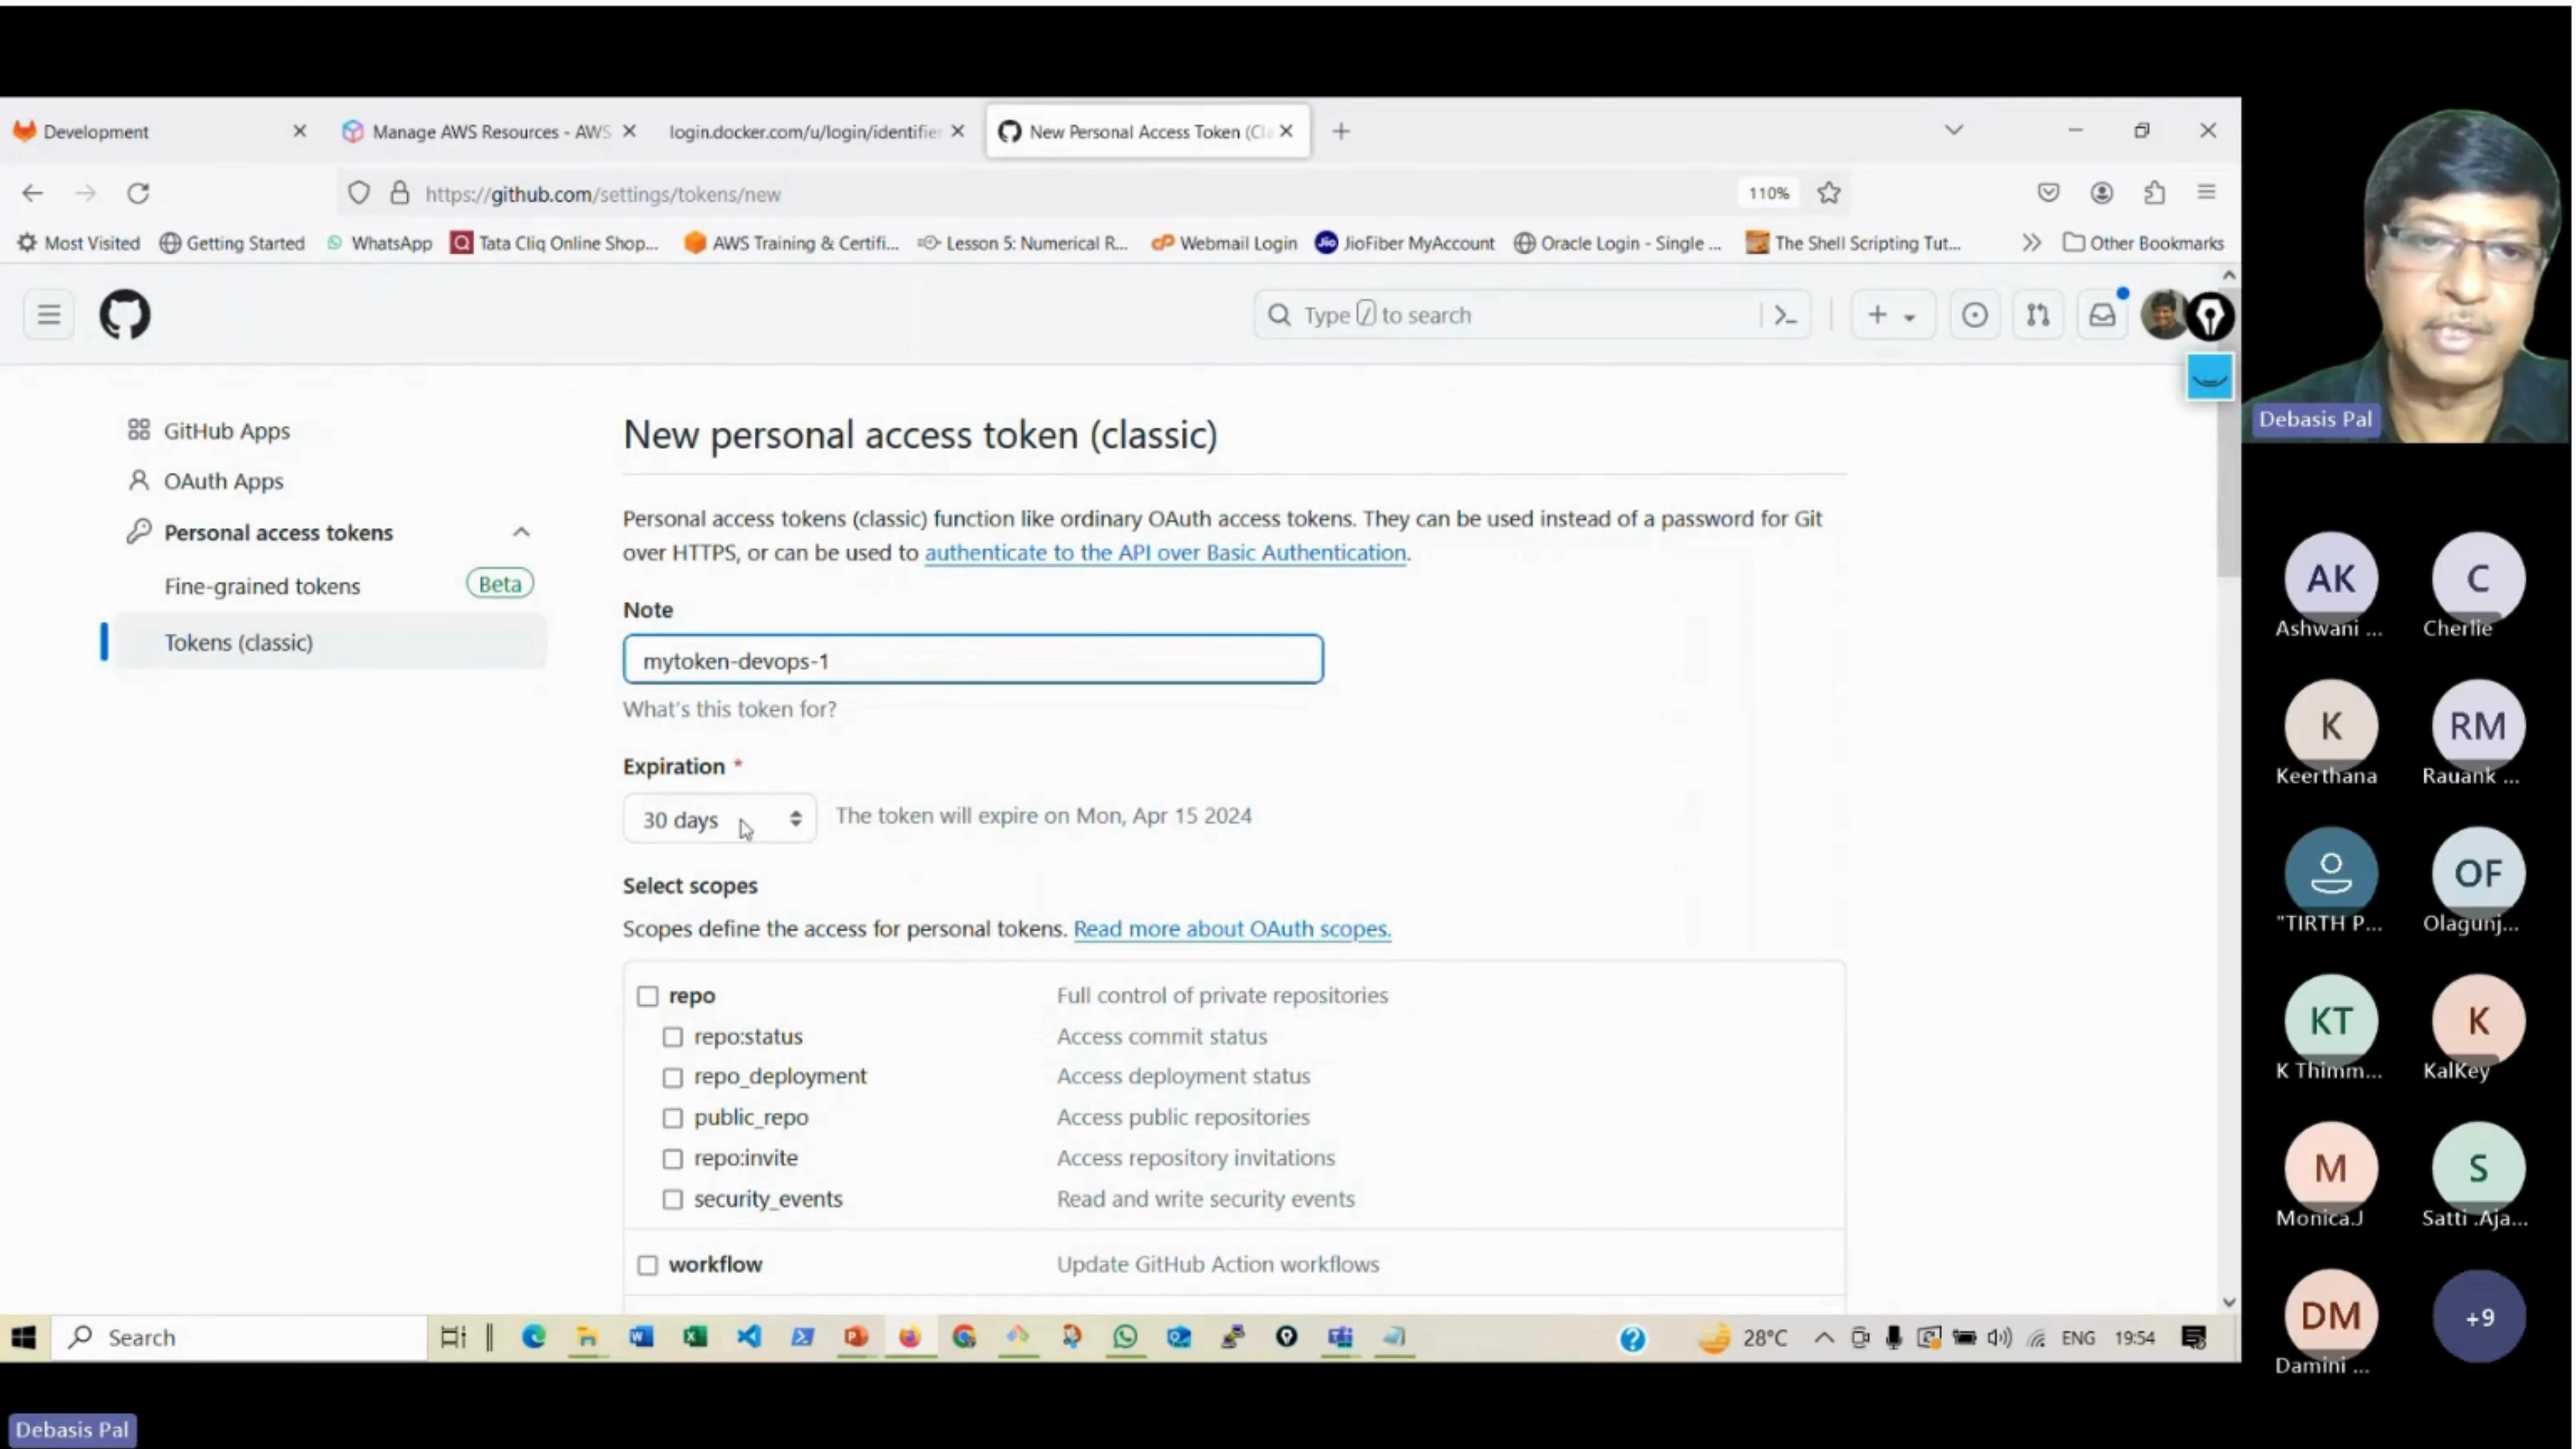 Development
Manage AWS Resources - AWS
login.docker.com/u/login/identifie
New Personal Access Token (Cla
https://github.com/settings/tokens/new
110%
Most Visited
Getting Started
WhatsApp
Tata Cliq Online Shop...
AWS Training & Certifi...
Lesson 5: Numerical R...
Webmail Login
Jio
JioFiber MyAccount
Oracle Login - Single ...
The Shell Scripting Tut...
Other Bookmarks
Type / to search
Debasis Pal
GitHub Apps
OAuth Apps
Personal access tokens
Fine-grained tokens
Beta
Tokens (classic)
New personal access token (classic)
Personal access tokens (classic) function like ordinary OAuth access tokens. They can be used instead of a password for Git
over HTTPS, or can be used to authenticate to the API over Basic Authentication.
Note
mytoken-devops-1
What's this token for?
Expiration *
30 days
The token will expire on Mon, Apr 15 2024
Select scopes
Scopes define the access for personal tokens. Read more about OAuth scopes.
repo Full control of private repositories
repo:status Access commit status
repo_deployment Access deployment status
public_repo Access public repositories
repo:invite Access repository invitations
security_events Read and write security events
workflow Update GitHub Action workflows
AK
Ashwani ...
C
Cherlie
K
Keerthana
RM
Rauank ...
"TIRTH P...
OF
Olagunj...
KT
K Thimm...
K
KalKey
M
Monica.J
S
Satti .Aja...
DM
Damini ...
+9
Search
28°C
ENG
19:54
Debasis Pal